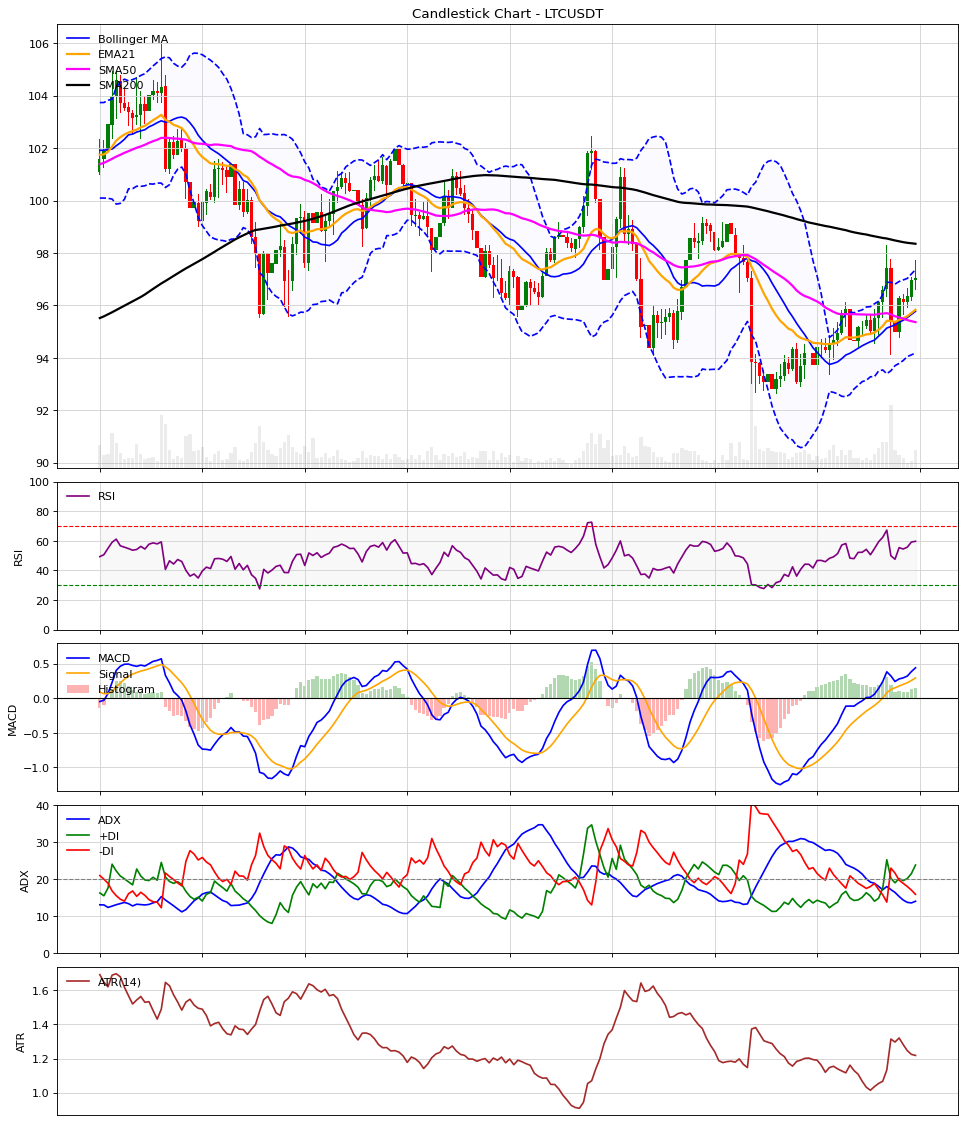 Candlestick Chart - LTCUSDT
Bollinger MA
EMA21
SMA50
SMA200
106
104
102
100
98
96
94
92
90
RSI
RSI
100
80
60
40
20
0
MACD
Signal
Histogram
MACD
0.5
0.0
−0.5
−1.0
ADX
+DI
-DI
ADX
40
30
20
10
0
ATR(14)
ATR
1.6
1.4
1.2
1.0